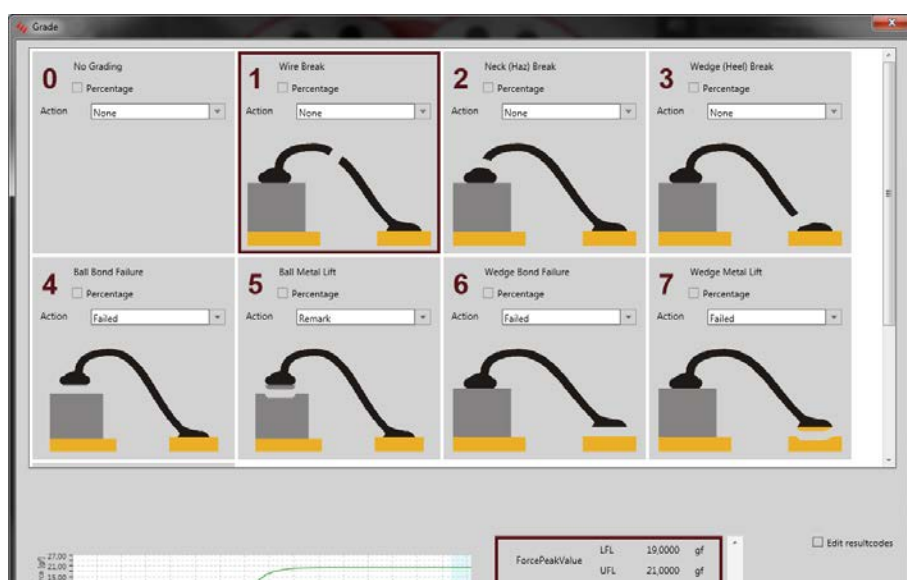 Grade
0 No Grading
Percentage
Action None
1 Wire Break
Percentage
Action None
2 Neck (Haz) Break
Percentage
Action None
3 Wedge (Heel) Break
Percentage
Action None
4 Ball Bond Failure
Percentage
Action Failed
5 Ball Metal Lift
Percentage
Action Remark
6 Wedge Bond Failure
Percentage
Action Failed
7 Wedge Metal Lift
Percentage
Action Failed
27,00
21,00
15,00
[gf]
ForcePeakValue
LFL 19,0000 gf
UFL 21,0000 gf
Edit resultcodes